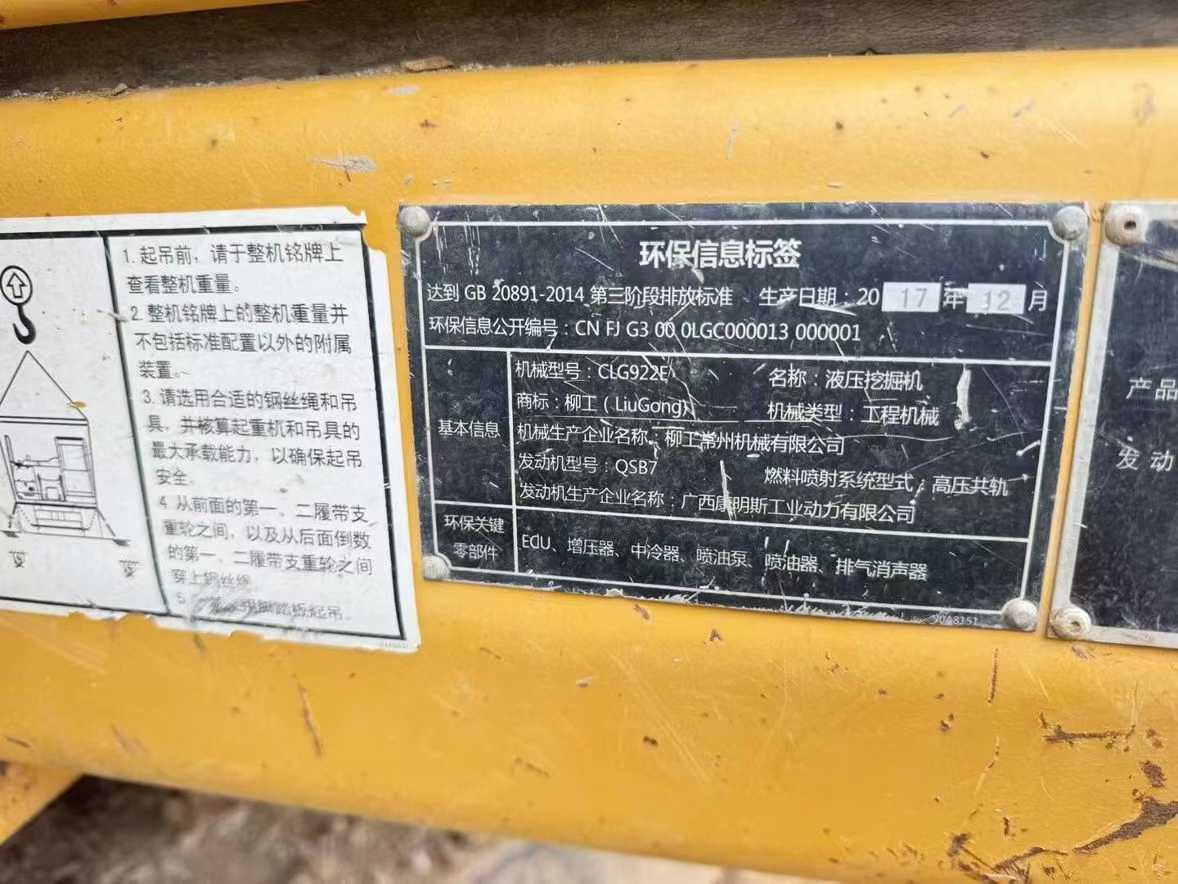 1.起吊前，请于整机铭牌上
查看整机重量。
2.整机铭牌上的整机重量并
不包括标准配置以外的附属
装置。
3.请选用合适的钢丝绳和吊
具，并核算起重机和吊具的
最大承载能力，以确保起吊
安全。
4.从前面的第一、二履带支
重轮之间，以及从后面倒数
的第一、二履带支重轮之间
穿上钢丝绳
5.
起吊.
环保信息标签
达到 GB 20891-2014 第三阶段排放标准 生产日期：20 17 年 12 月
环保信息公开编号：CN FJ G3 00 0LGC000013 000001
基本信息
机械型号：CLG922E 名称：液压挖掘机
商标：柳工（LiuGong） 机械类型：工程机械
机械生产企业名称：柳工常州机械有限公司
发动机型号：QSB7 燃料喷射系统型式：高压共轨
发动机生产企业名称：广西康明斯工业动力有限公司
环保关键
零部件
ECU、增压器、中冷器、喷油泵、喷油器、排气消声器
产品
发动